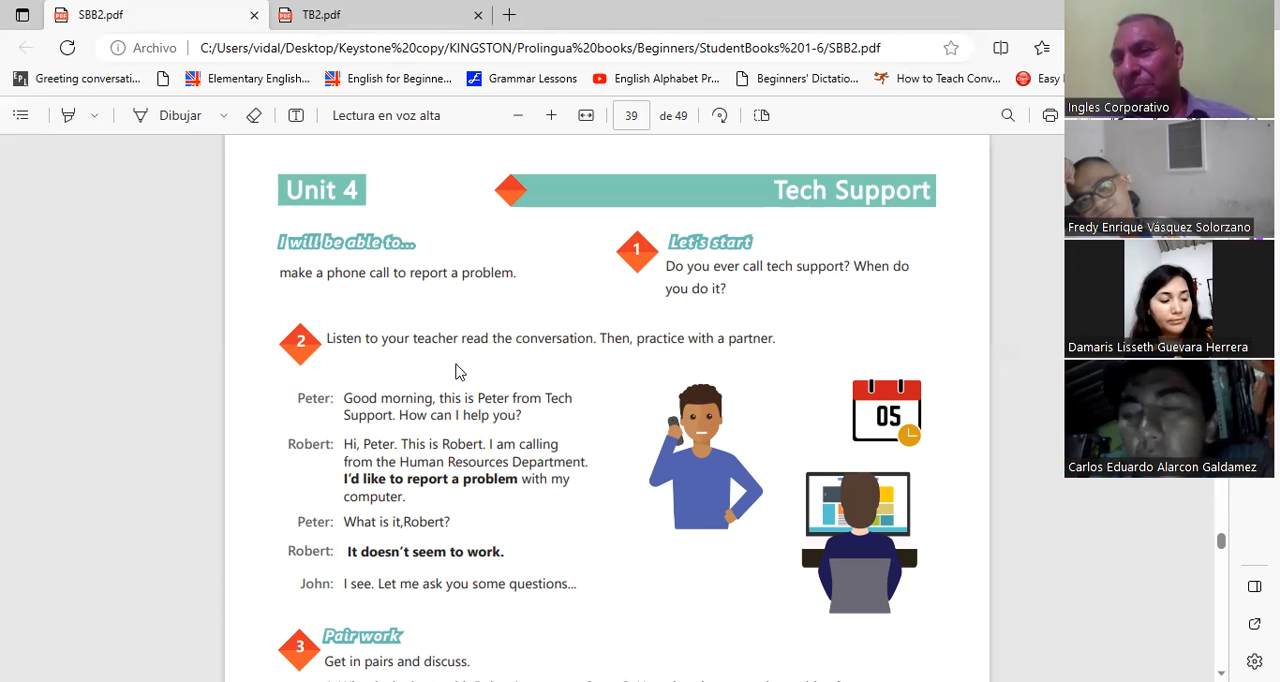 SBB2.pdf
TB2.pdf
Archivo
C:/Users/vidal/Desktop/Keystone%20copy/KINGSTON/Prolingua%20books/Beginners/StudentBooks%201-6/SBB2.pdf
Greeting conversati...
Elementary English...
English for Beginne...
Grammar Lessons
English Alphabet Pr...
Beginners' Dictatio...
How to Teach Conv...
Easy
Dibujar
Lectura en voz alta
39
de 49
Unit 4
Tech Support
I will be able to...
make a phone call to report a problem.
1
Let's start
Do you ever call tech support? When do
you do it?
2
Listen to your teacher read the conversation. Then, practice with a partner.
Peter: Good morning, this is Peter from Tech
Support. How can I help you?
Robert: Hi, Peter. This is Robert. I am calling
from the Human Resources Department.
I'd like to report a problem with my
computer.
Peter: What is it,Robert?
Robert: It doesn't seem to work.
John: I see. Let me ask you some questions...
05
3
Pair work
Get in pairs and discuss.
Ingles Corporativo
Fredy Enrique Vásquez Solorzano
Damaris Lisseth Guevara Herrera
Carlos Eduardo Alarcon Galdamez